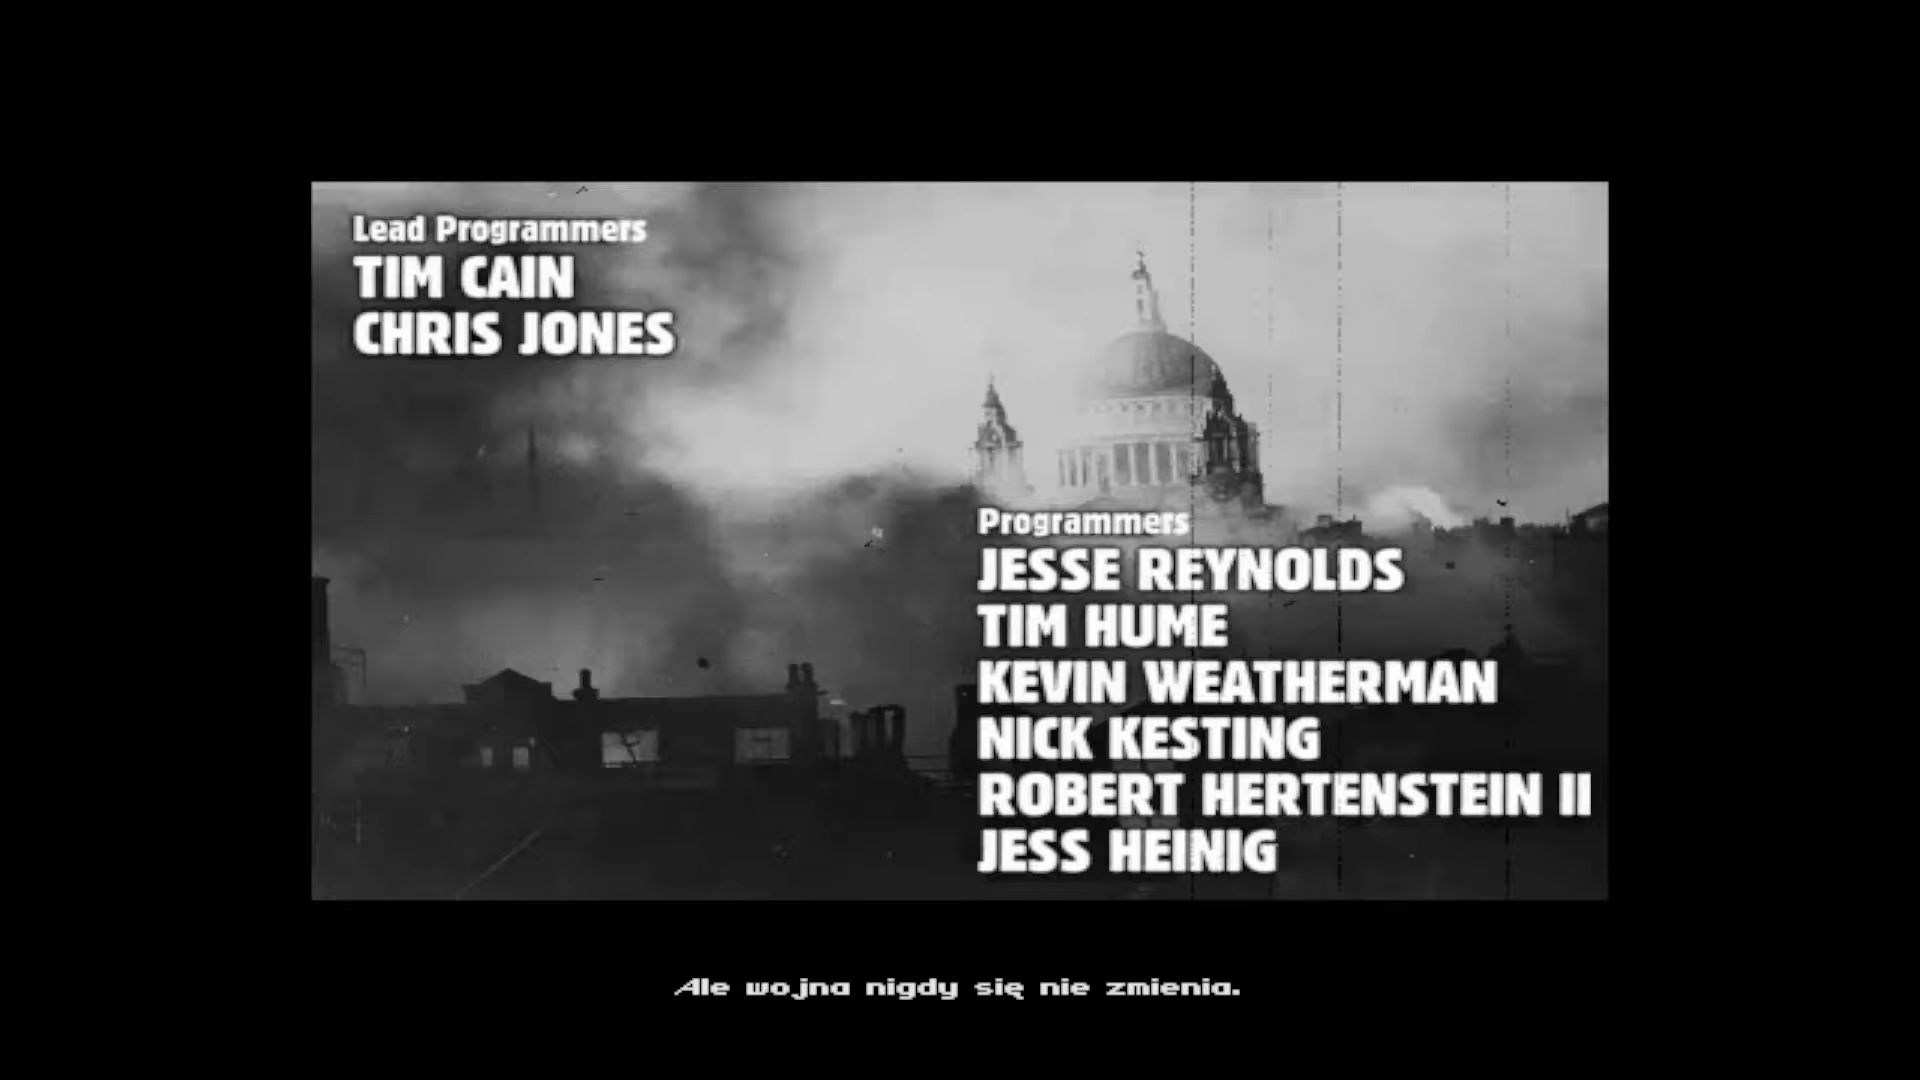 Lead Programmers
TIM CAIN
CHRIS JONES
Programmers
JESSE REYNOLDS
TIM HUME
KEVIN WEATHERMAN
NICK KESTING
ROBERT HERTENSTEIN II
JESS HEINIG
Ale wojna nigdy się nie zmienia.